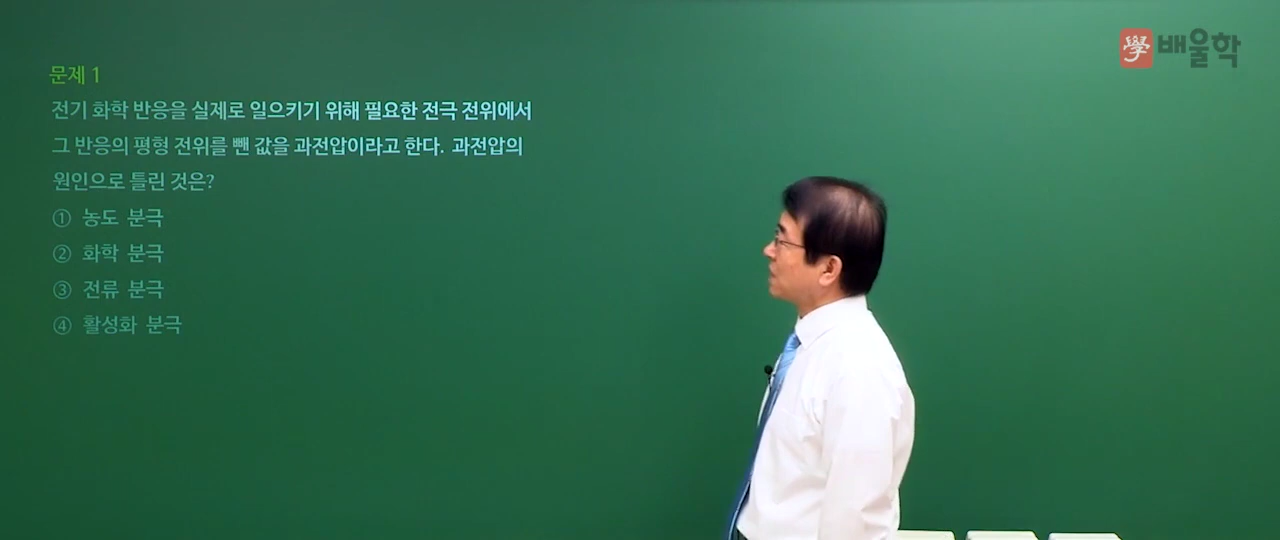 學 배울학
문제 1
전기 화학 반응을 실제로 일으키기 위해 필요한 전극 전위에서
그 반응의 평형 전위를 뺀 값을 과전압이라고 한다. 과전압의
원인으로 틀린 것은?
① 농도 분극
② 화학 분극
③ 전류 분극
④ 활성화 분극